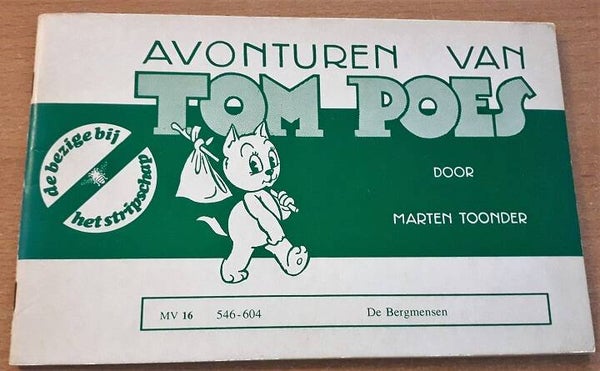 AVONTUREN VAN
TOM POES
de bezige bij
het stripschap
DOOR
MARTEN TOONDER
MV 16 546-604 De Bergmensen